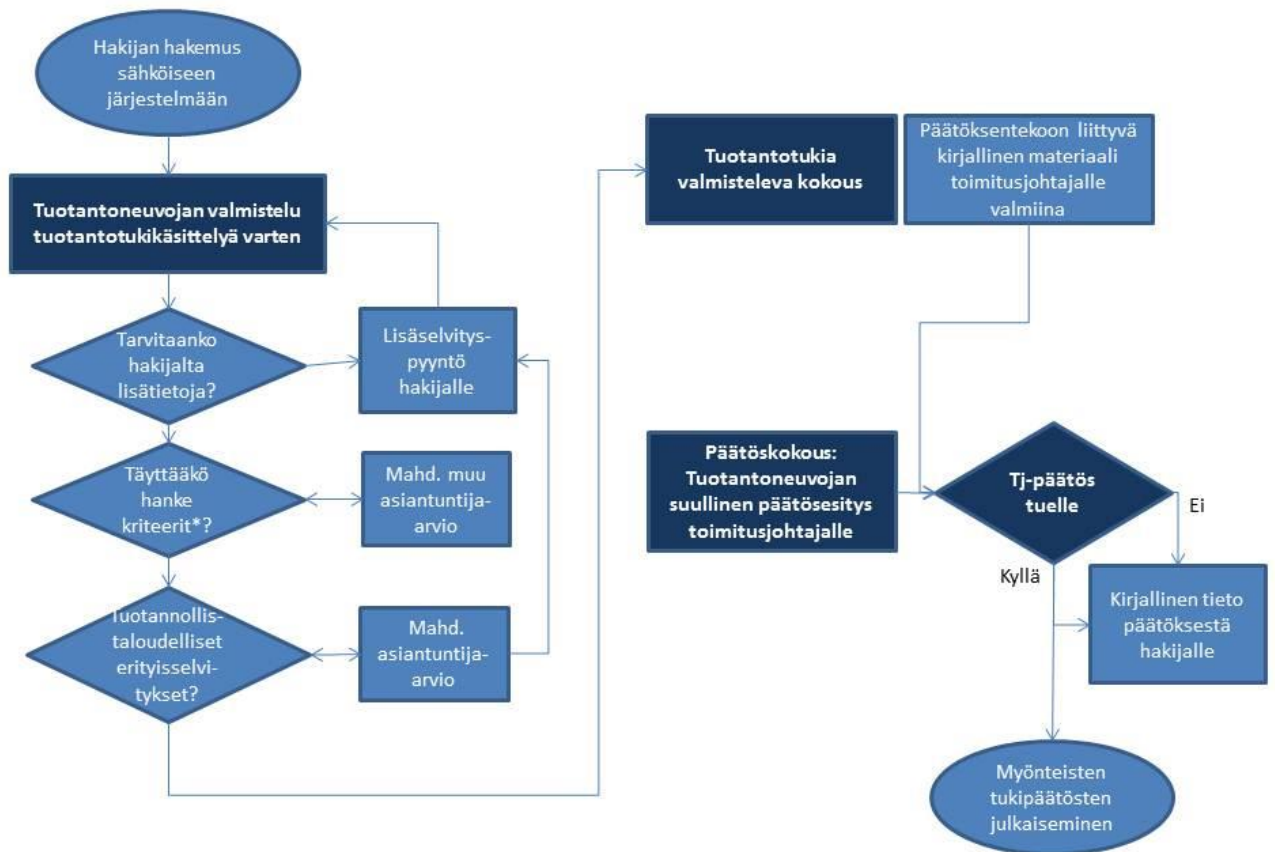 Hakijan hakemus
sähköiseen
järjestelmään
Tuotantoneuvojan valmistelu
tuotantotukikäsittelyä varten
Tarvitaanko
hakijalta
lisätietoja?
Lisäselvitys-
pyyntö
hakijalle
Täyttääkö
hanke
kriteerit*?
Mahd. muu
asiantuntija-
arvio
Tuotannollis-
taloudelliset
erityisselvi-
tykset?
Mahd.
asiantuntija-
arvio
Tuotantotukia
valmisteleva kokous
Päätöksentekoon liittyvä
kirjallinen materiaali
toimitusjohtajalle
valmiina
Päätöskokous:
Tuotantoneuvojan
suullinen päätösesitys
toimitusjohtajalle
Tj-päätös
tuelle
Ei
Kyllä
Kirjallinen tieto
päätöksestä
hakijalle
Myönteisten
tukipäätösten
julkaiseminen